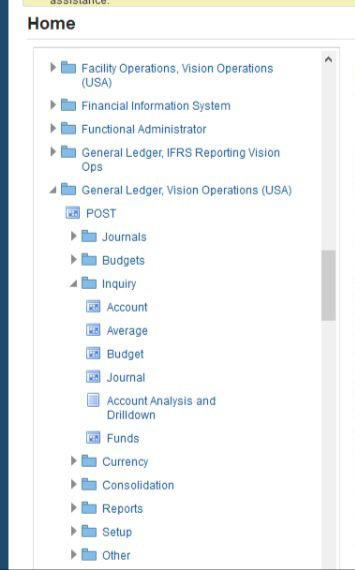 assistance.
Home
Facility Operations, Vision Operations
(USA)
Financial Information System
Functional Administrator
General Ledger, IFRS Reporting Vision
Ops
General Ledger, Vision Operations (USA)
POST
Journals
Budgets
Inquiry
Account
Average
Budget
Journal
Account Analysis and
Drilldown
Funds
Currency
Consolidation
Reports
Setup
Other